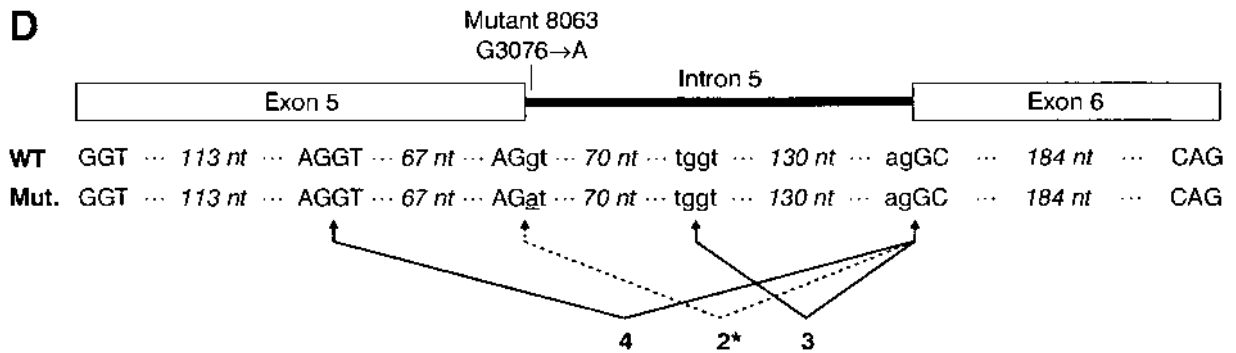 D
Mutant 8063
G3076→A
Intron 5
Exon 5
Exon 6
WT GGT ··· 113 nt ··· AGGT ··· 67 nt ··· AGgt ··· 70 nt ··· tggt ··· 130 nt ··· agGC ··· 184 nt ··· CAG
Mut. GGT ··· 113 nt ··· AGGT ··· 67 nt ··· AGat ··· 70 nt ··· tggt ··· 130 nt ··· agGC ··· 184 nt ··· CAG
4 2* 3